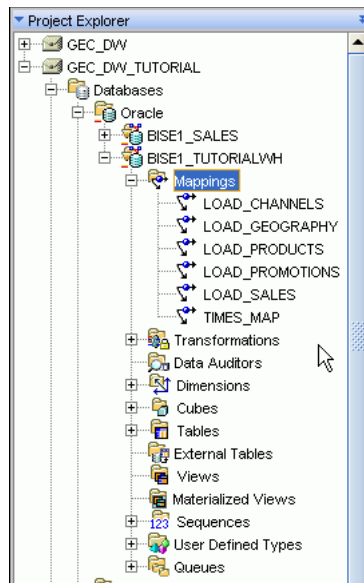 Project Explorer
GEC_DW
GEC_DW_TUTORIAL
Databases
Oracle
BISE1_SALES
BISE1_TUTORIALWH
Mappings
LOAD_CHANNELS
LOAD_GEOGRAPHY
LOAD_PRODUCTS
LOAD_PROMOTIONS
LOAD_SALES
TIMES_MAP
Transformations
Data Auditors
Dimensions
Cubes
Tables
External Tables
Views
Materialized Views
123 Sequences
User Defined Types
Queues